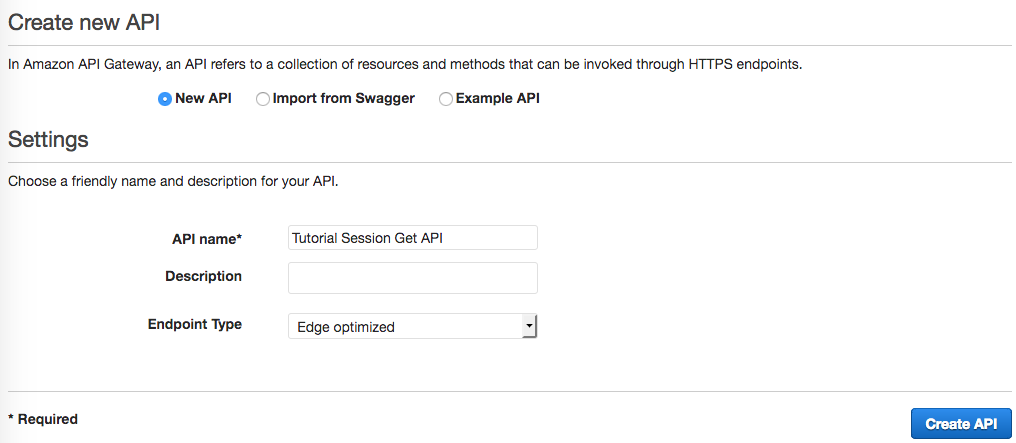 Create new API
In Amazon API Gateway, an API refers to a collection of resources and methods that can be invoked through HTTPS endpoints.
New API Import from Swagger Example API
Settings
Choose a friendly name and description for your API.
API name* Tutorial Session Get API
Description
Endpoint Type Edge optimized
* Required Create API